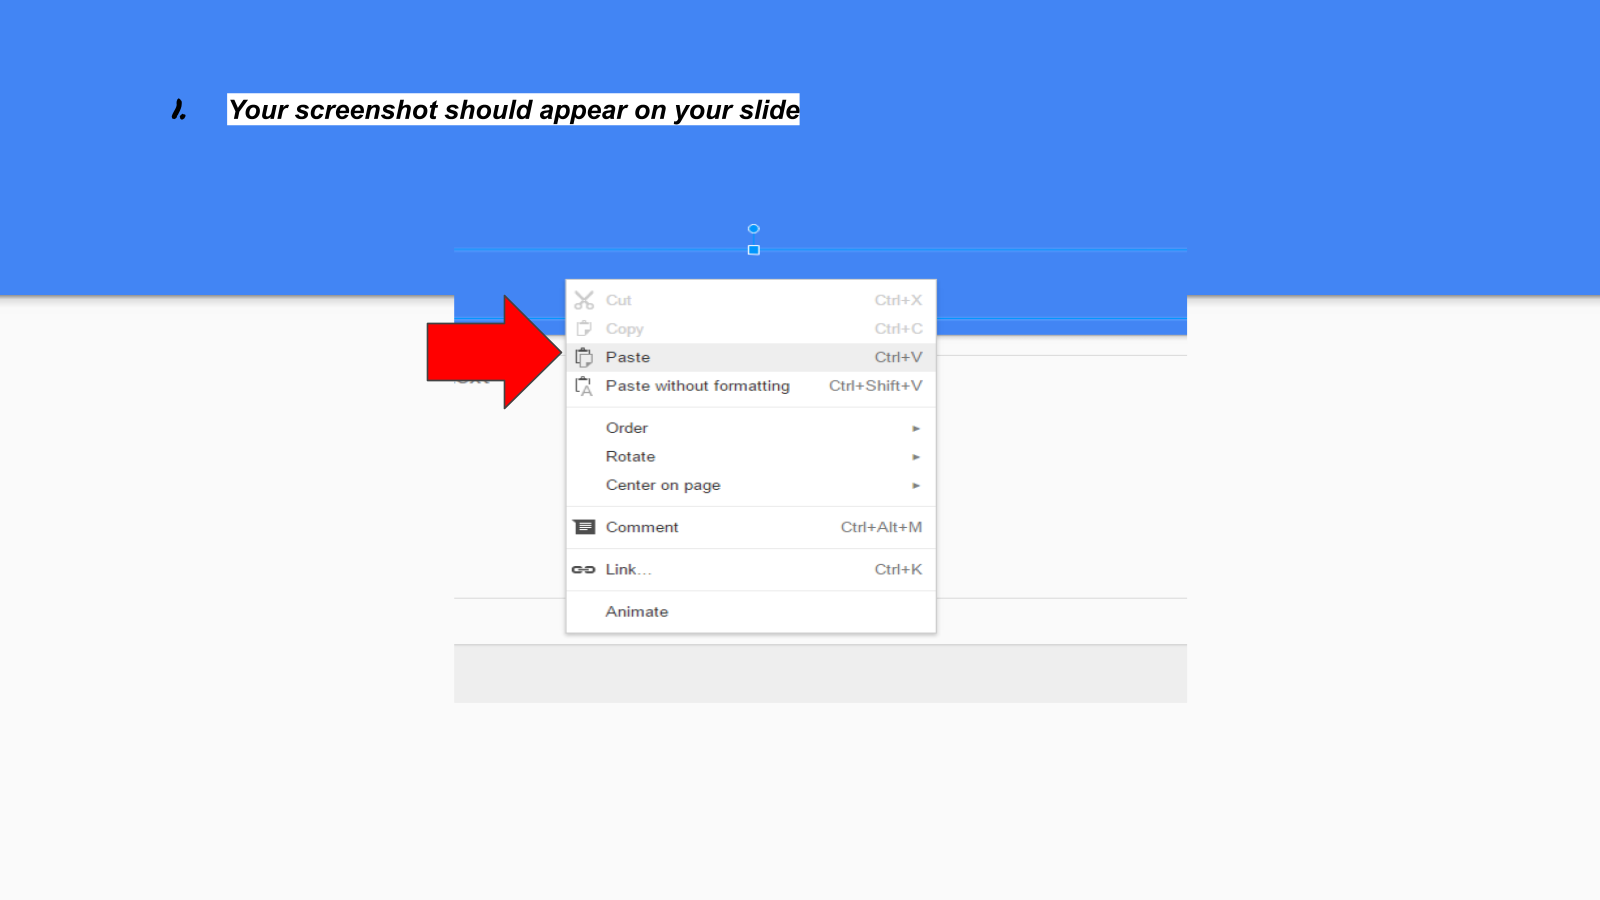 1. Your screenshot should appear on your slide
Cut Ctrl+X
Copy Ctrl+C
Paste Ctrl+V
Paste without formatting Ctrl+Shift+V
Order
Rotate
Center on page
Comment Ctrl+Alt+M
Link... Ctrl+K
Animate